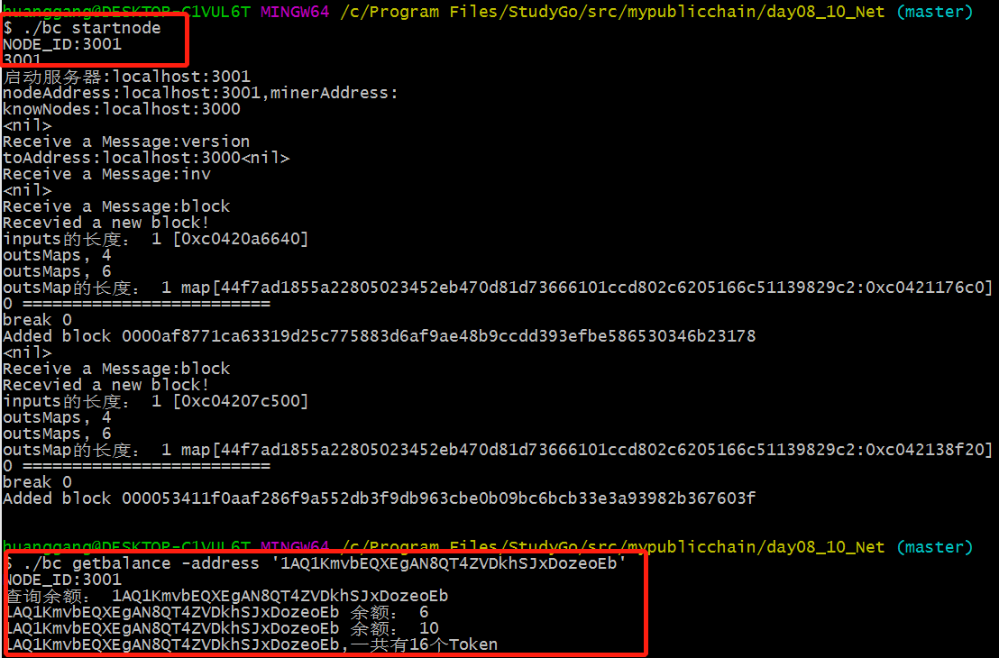 huanggang@DESKTOP-C1VUL6T MINGW64 /c/Program Files/StudyGo/src/mypublicchain/day08_10_Net (master)
$ ./bc startnode
NODE_ID:3001
3001
启动服务器:localhost:3001
nodeAddress:localhost:3001,minerAddress:
knowNodes:localhost:3000
<nil>
Receive a Message:version
toAddress:localhost:3000<nil>
Receive a Message:inv
<nil>
Receive a Message:block
Recevied a new block!
inputs的长度： 1 [0xc0420a6640]
outsMaps, 4
outsMaps, 6
outsMap的长度： 1 map[44f7ad1855a22805023452eb470d81d73666101ccd802c6205166c51139829c2:0xc0421176c0]
0 =========================
break 0
Added block 0000af8771ca63319d25c775883d6af9ae48b9ccdd393efbe586530346b23178
<nil>
Receive a Message:block
Recevied a new block!
inputs的长度： 1 [0xc04207c500]
outsMaps, 4
outsMaps, 6
outsMap的长度： 1 map[44f7ad1855a22805023452eb470d81d73666101ccd802c6205166c51139829c2:0xc042138f20]
0 =========================
break 0
Added block 000053411f0aaf286f9a552db3f9db963cbe0b09bc6bcb33e3a93982b367603f
huanggang@DESKTOP-C1VUL6T MINGW64 /c/Program Files/StudyGo/src/mypublicchain/day08_10_Net (master)
$ ./bc getbalance -address '1AQ1KmvbEQXEgAN8QT4ZVDkhSJxDozeoEb'
NODE_ID:3001
查询余额： 1AQ1KmvbEQXEgAN8QT4ZVDkhSJxDozeoEb
1AQ1KmvbEQXEgAN8QT4ZVDkhSJxDozeoEb 余额： 6
1AQ1KmvbEQXEgAN8QT4ZVDkhSJxDozeoEb 余额： 10
1AQ1KmvbEQXEgAN8QT4ZVDkhSJxDozeoEb,一共有16个Token